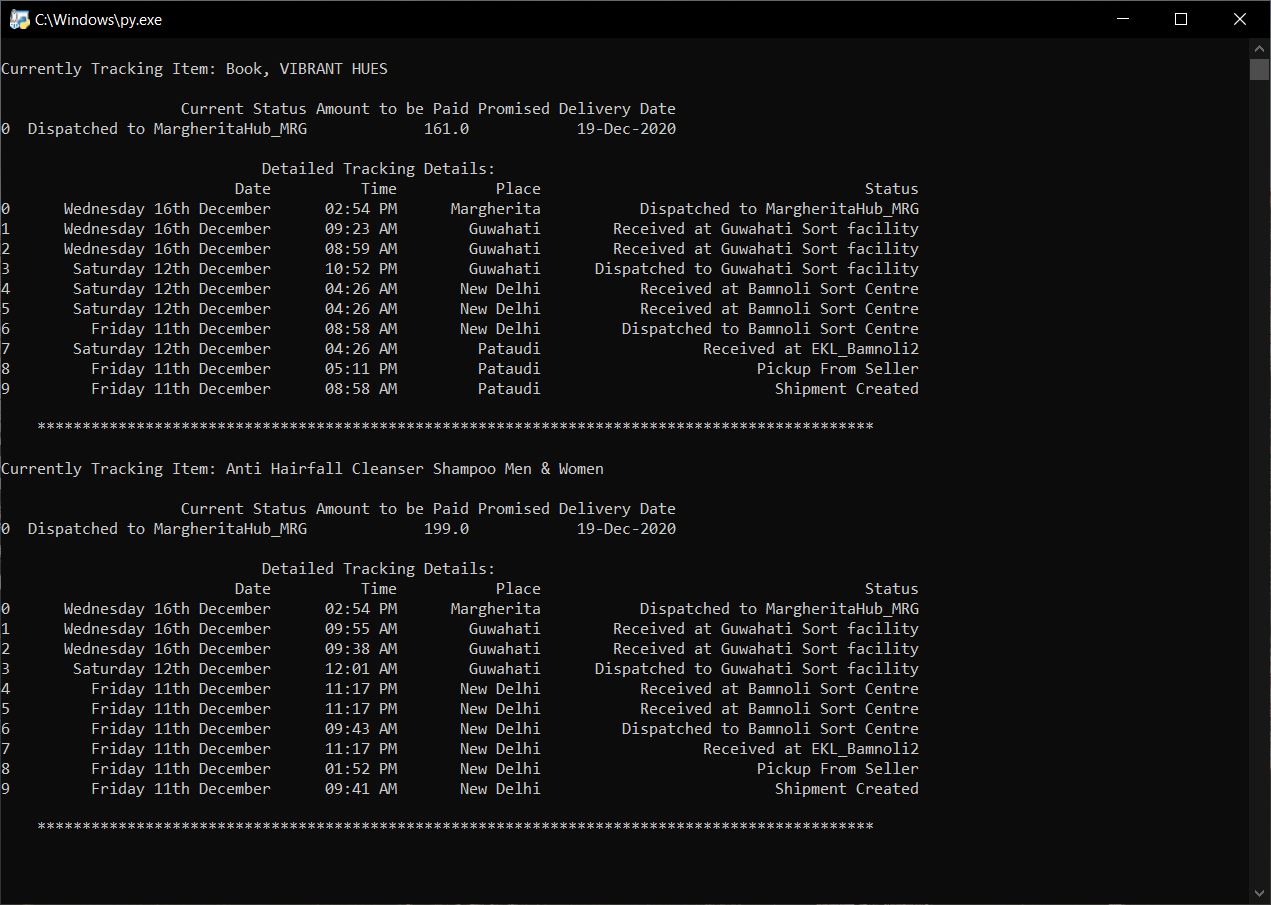 C:\Windows\py.exe
Currently Tracking Item: Book, VIBRANT HUES
Current Status Amount to be Paid Promised Delivery Date
0 Dispatched to MargheritaHub_MRG 161.0 19-Dec-2020
Detailed Tracking Details:
Date Time Place Status
0 Wednesday 16th December 02:54 PM Margherita Dispatched to MargheritaHub_MRG
1 Wednesday 16th December 09:23 AM Guwahati Received at Guwahati Sort facility
2 Wednesday 16th December 08:59 AM Guwahati Received at Guwahati Sort facility
3 Saturday 12th December 10:52 PM Guwahati Dispatched to Guwahati Sort facility
4 Saturday 12th December 04:26 AM New Delhi Received at Bamnoli Sort Centre
5 Saturday 12th December 04:26 AM New Delhi Received at Bamnoli Sort Centre
6 Friday 11th December 08:58 AM New Delhi Dispatched to Bamnoli Sort Centre
7 Saturday 12th December 04:26 AM Pataudi Received at EKL_Bamnoli2
8 Friday 11th December 05:11 PM Pataudi Pickup From Seller
9 Friday 11th December 08:58 AM Pataudi Shipment Created
*********************************************************************************************
Currently Tracking Item: Anti Hairfall Cleanser Shampoo Men & Women
Current Status Amount to be Paid Promised Delivery Date
0 Dispatched to MargheritaHub_MRG 199.0 19-Dec-2020
Detailed Tracking Details:
Date Time Place Status
0 Wednesday 16th December 02:54 PM Margherita Dispatched to MargheritaHub_MRG
1 Wednesday 16th December 09:55 AM Guwahati Received at Guwahati Sort facility
2 Wednesday 16th December 09:38 AM Guwahati Received at Guwahati Sort facility
3 Saturday 12th December 12:01 AM Guwahati Dispatched to Guwahati Sort facility
4 Friday 11th December 11:17 PM New Delhi Received at Bamnoli Sort Centre
5 Friday 11th December 11:17 PM New Delhi Received at Bamnoli Sort Centre
6 Friday 11th December 09:43 AM New Delhi Dispatched to Bamnoli Sort Centre
7 Friday 11th December 11:17 PM New Delhi Received at EKL_Bamnoli2
8 Friday 11th December 01:52 PM New Delhi Pickup From Seller
9 Friday 11th December 09:41 AM New Delhi Shipment Created
*********************************************************************************************